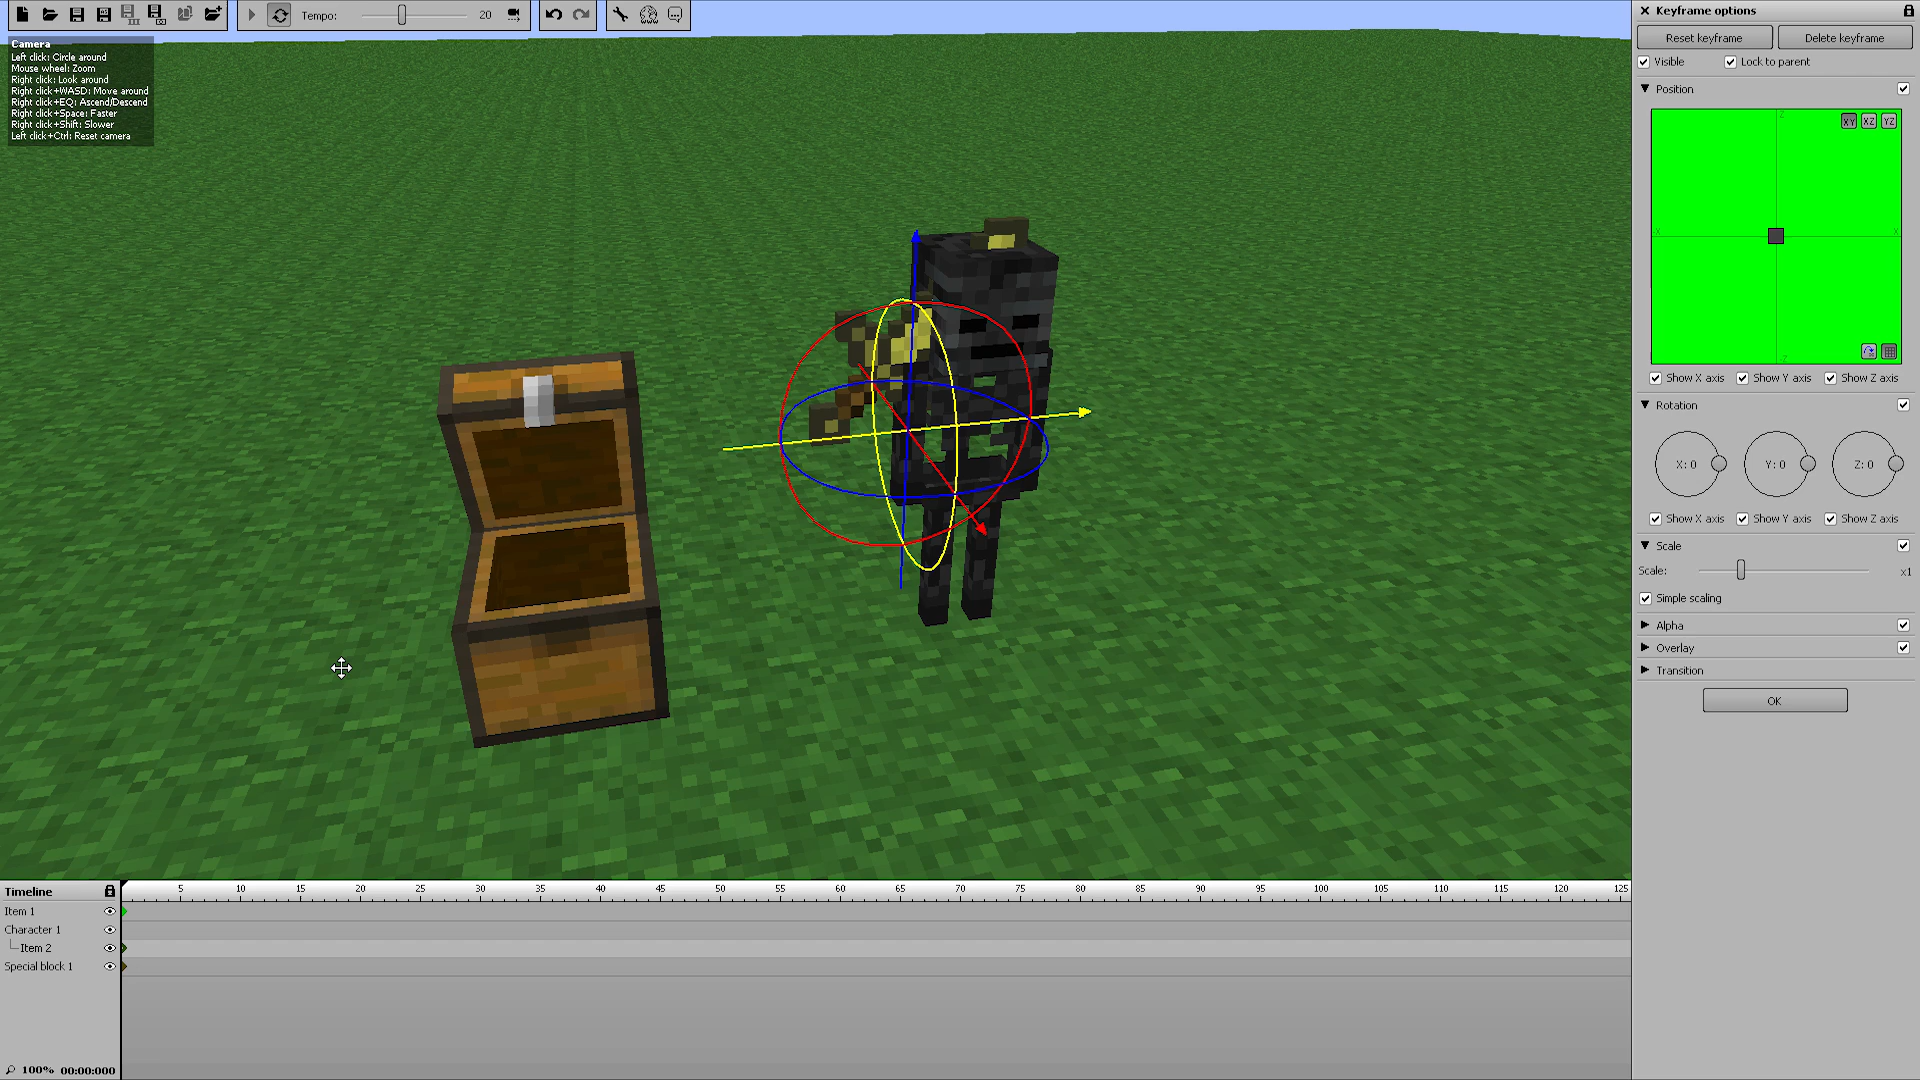 Tempo: 20
Camera
Left click: Circle around
Mouse wheel: Zoom
Right click: Look around
Right click+WASD: Move around
Right click+EQ: Ascend/Descend
Right click+Space: Faster
Right click+Shift: Slower
Left click+Ctrl: Reset camera
Keyframe options
Reset keyframe Delete keyframe
Visible Lock to parent
Position
XY XZ YZ
Z
-X X
-Z
Show X axis Show Y axis Show Z axis
Rotation
X: 0 Y: 0 Z: 0
Show X axis Show Y axis Show Z axis
Scale
Scale: x1
Simple scaling
Alpha
Overlay
Transition
OK
Timeline
5 10 15 20 25 30 35 40 45 50 55 60 65 70 75 80 85 90 95 100 105 110 115 120 125
Item 1
Character 1
Item 2
Special block 1
100% 00:00:000